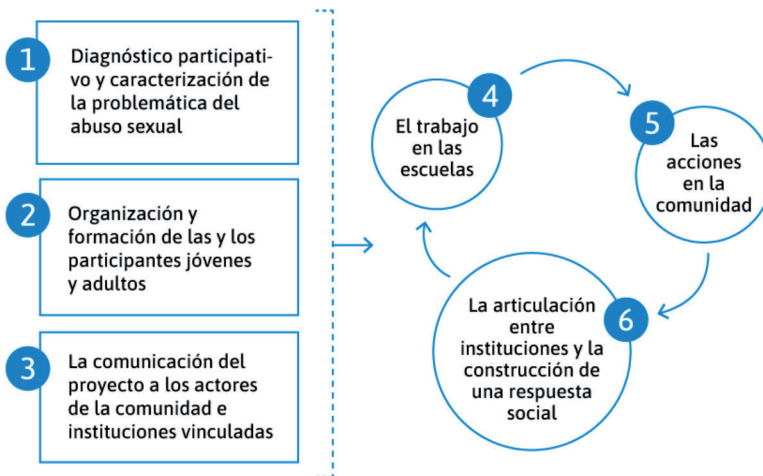 1
Diagnóstico participati-
vo y caracterización de
la problemática del
abuso sexual
2
Organización y
formación de las y los
participantes jóvenes
y adultos
3
La comunicación del
proyecto a los actores
de la comunidad e
instituciones vinculadas
4
El trabajo
en las
escuelas
5
Las
acciones
en la
comunidad
6
La articulación
entre
instituciones y la
construcción de
una respuesta
social